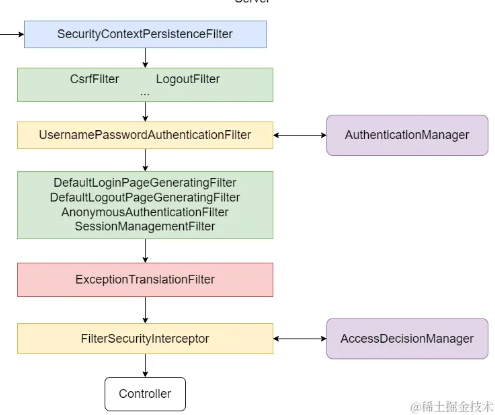 Server
SecurityContextPersistenceFilter
CsrfFilter LogoutFilter
...
UsernamePasswordAuthenticationFilter AuthenticationManager
DefaultLoginPageGeneratingFilter
DefaultLogoutPageGeneratingFilter
AnonymousAuthenticationFilter
SessionManagementFilter
ExceptionTranslationFilter
FilterSecurityInterceptor AccessDecisionManager
Controller
@稀土掘金技术